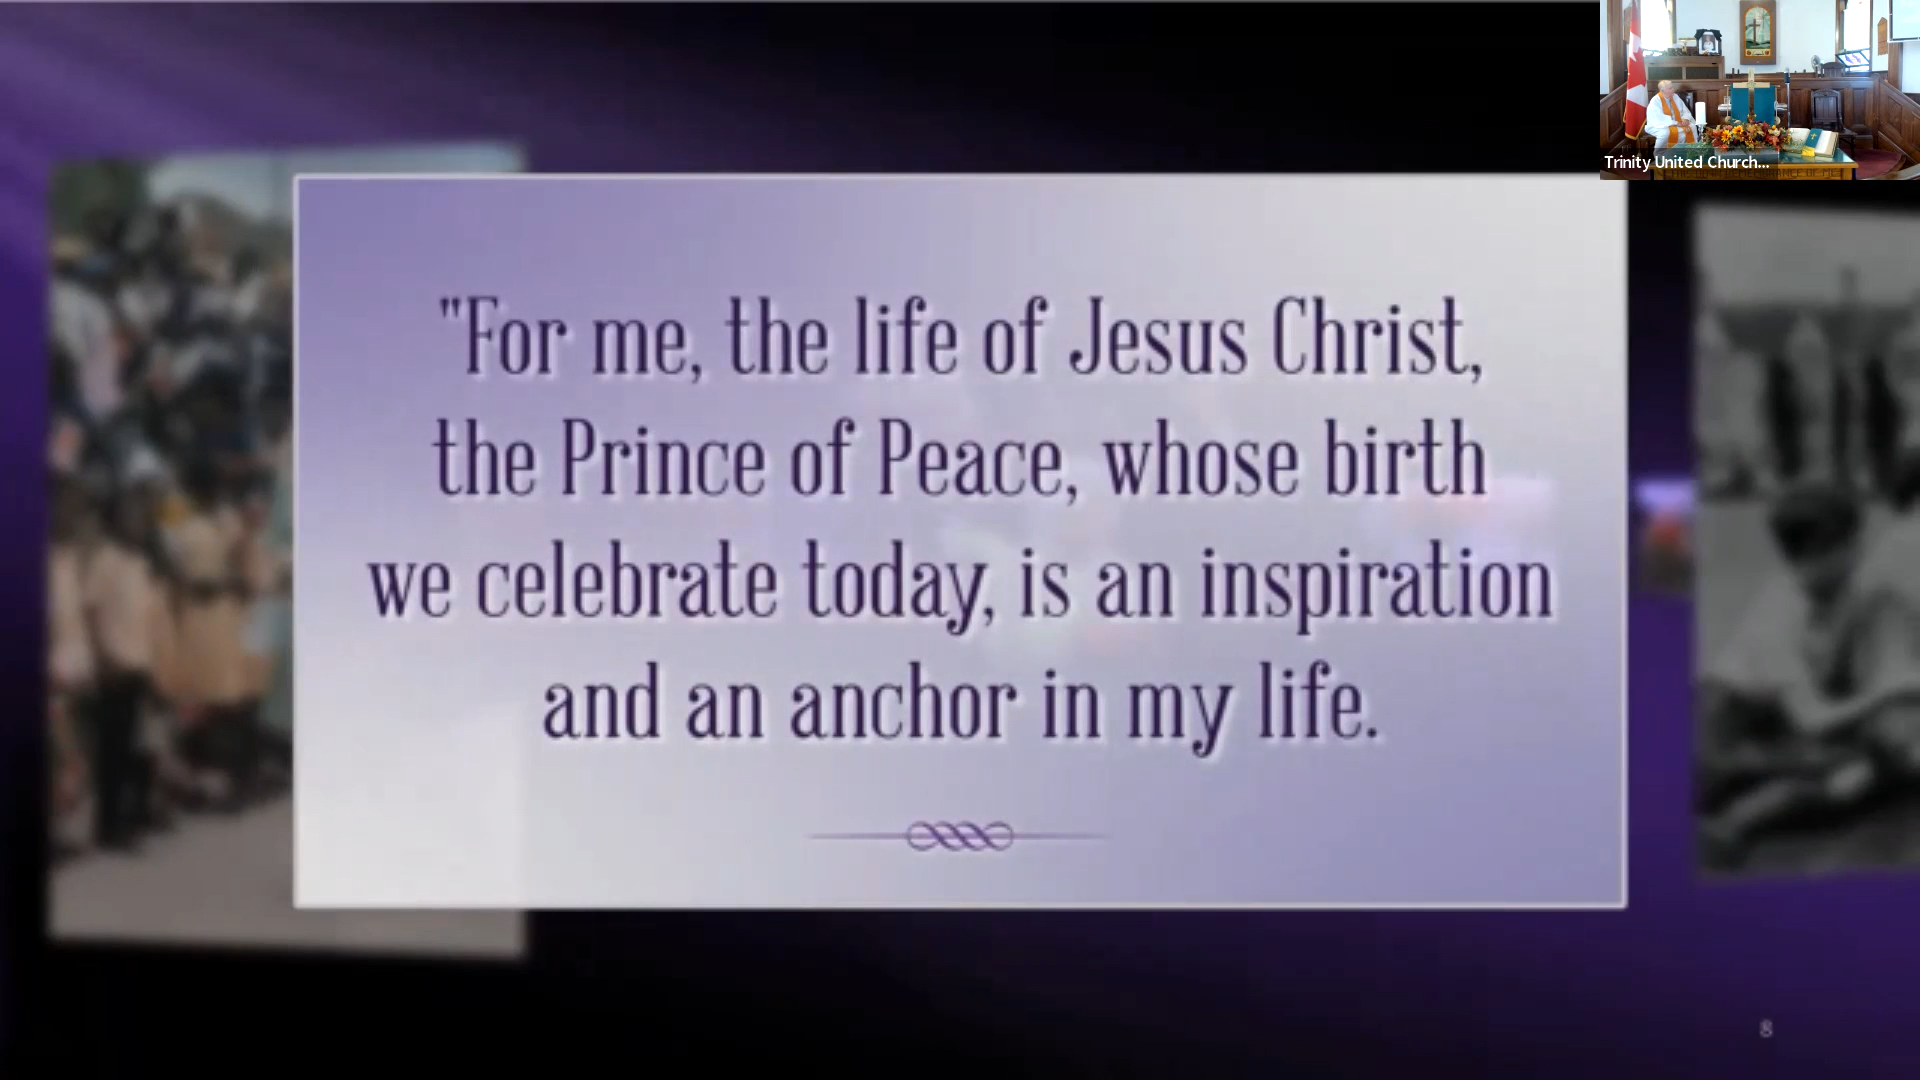 Trinity United Church...
"For me, the life of Jesus Christ,
the Prince of Peace, whose birth
we celebrate today, is an inspiration
and an anchor in my life.
8